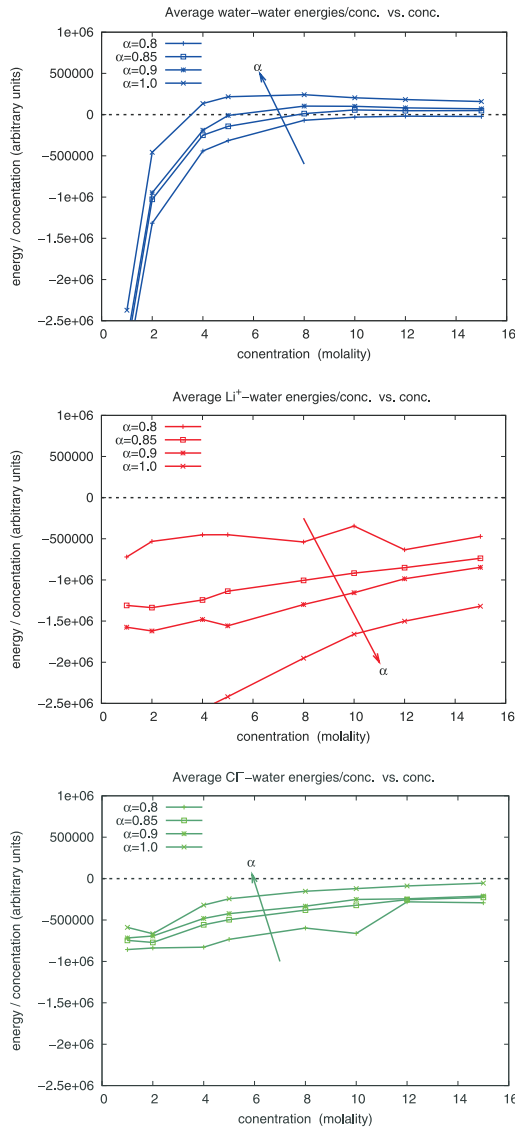 Average water–water energies/conc. vs. conc.
1e+06
500000
0
−500000
−1e+06
−1.5e+06
−2e+06
−2.5e+06
energy / concentation (arbitrary units)
α=0.8
α=0.85
α=0.9
α=1.0
α
0 2 4 6 8 10 12 14 16
conentration (molality)
Average Li+–water energies/conc. vs. conc.
1e+06
500000
0
−500000
−1e+06
−1.5e+06
−2e+06
−2.5e+06
energy / concentation (arbitrary units)
α=0.8
α=0.85
α=0.9
α=1.0
α
0 2 4 6 8 10 12 14 16
conentration (molality)
Average Cl−–water energies/conc. vs. conc.
1e+06
500000
0
−500000
−1e+06
−1.5e+06
−2e+06
−2.5e+06
energy / concentation (arbitrary units)
α=0.8
α=0.85
α=0.9
α=1.0
α
0 2 4 6 8 10 12 14 16
conentration (molality)